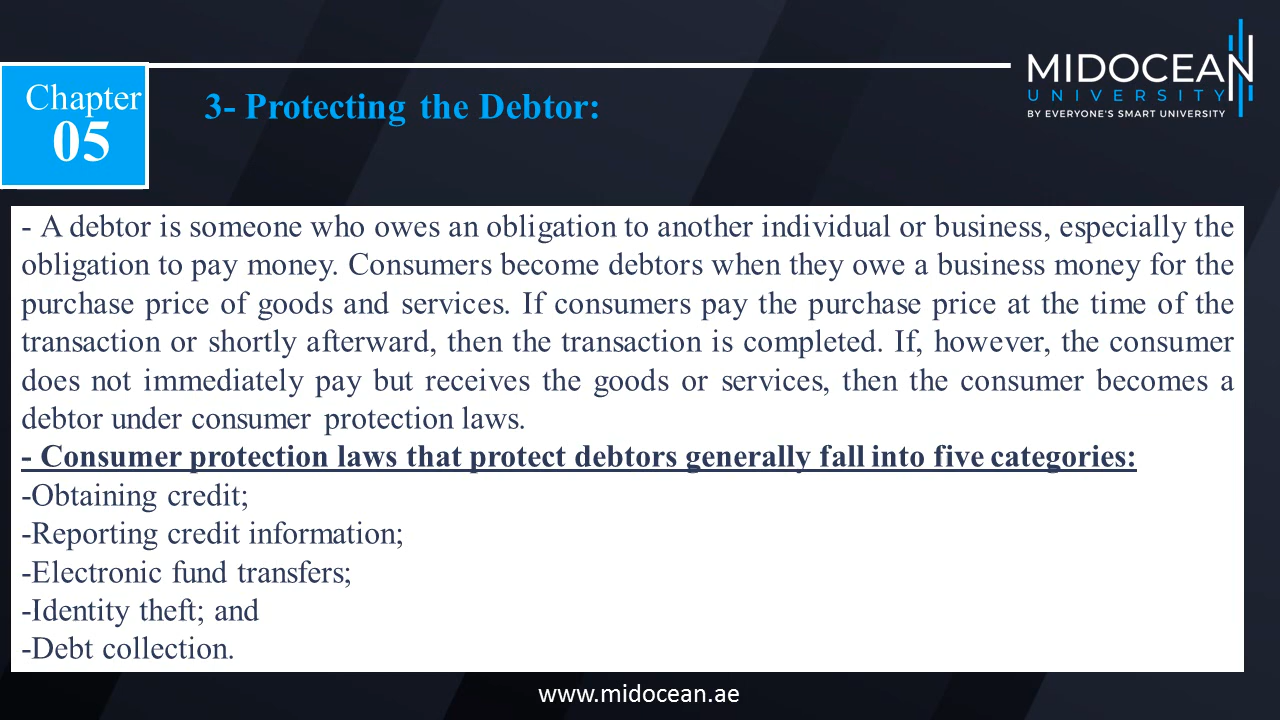 MIDOCEAN
UNIVERSITY
BY EVERYONE'S SMART UNIVERSITY
Chapter
05
3- Protecting the Debtor:
- A debtor is someone who owes an obligation to another individual or business, especially the
obligation to pay money. Consumers become debtors when they owe a business money for the
purchase price of goods and services. If consumers pay the purchase price at the time of the
transaction or shortly afterward, then the transaction is completed. If, however, the consumer
does not immediately pay but receives the goods or services, then the consumer becomes a
debtor under consumer protection laws.
- Consumer protection laws that protect debtors generally fall into five categories:
-Obtaining credit;
-Reporting credit information;
-Electronic fund transfers;
-Identity theft; and
-Debt collection.
www.midocean.ae